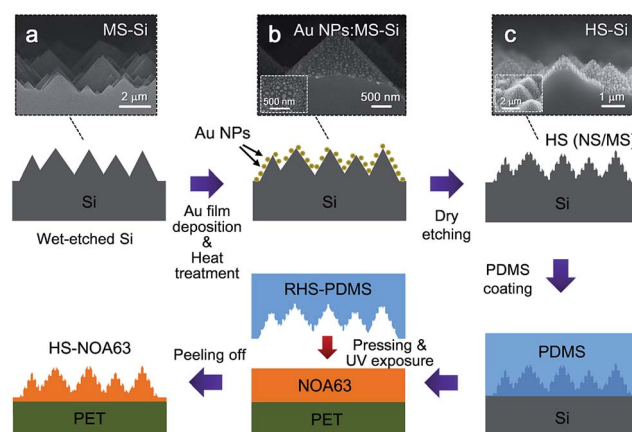 a
MS-Si
2 μm
b
Au NPs:MS-Si
500 nm
500 nm
c
HS-Si
2 μm
1 μm
Au NPs
HS (NS/MS)
Si
Si
Si
Wet-etched Si
Au film
deposition
&
Heat
treatment
Dry
etching
PDMS
coating
RHS-PDMS
HS-NOA63
Peeling off
Pressing &
UV exposure
PDMS
NOA63
PET
PET
Si